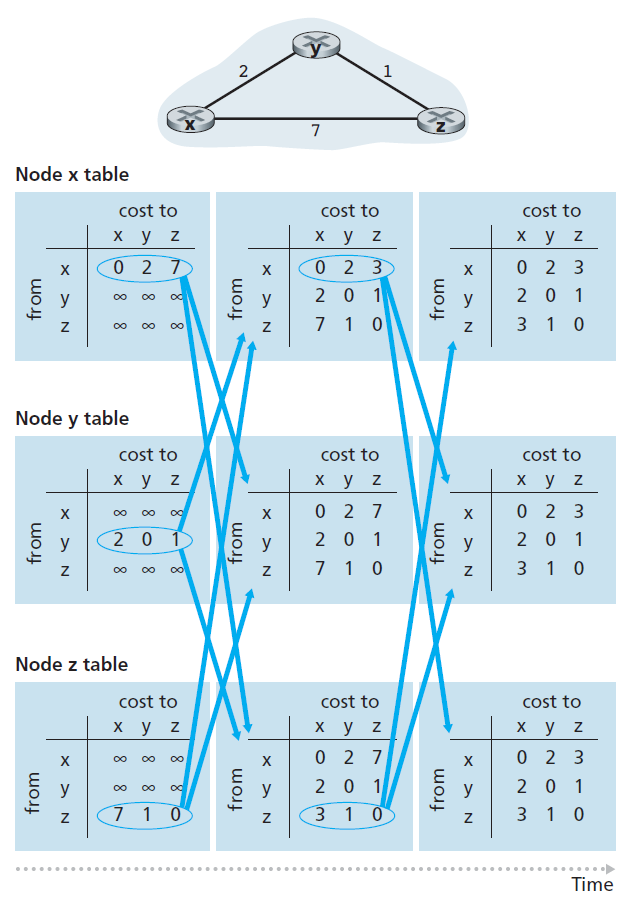 y
2 1
x 7 z
Node x table
cost to cost to cost to
x y z x y z x y z
from x 0 2 7 from x 0 2 3 from x 0 2 3
y ∞ ∞ ∞ y 2 0 1 y 2 0 1
z ∞ ∞ ∞ z 7 1 0 z 3 1 0
Node y table
cost to cost to cost to
x y z x y z x y z
from x ∞ ∞ ∞ from x 0 2 7 from x 0 2 3
y 2 0 1 y 2 0 1 y 2 0 1
z ∞ ∞ ∞ z 7 1 0 z 3 1 0
Node z table
cost to cost to cost to
x y z x y z x y z
from x ∞ ∞ ∞ from x 0 2 7 from x 0 2 3
y ∞ ∞ ∞ y 2 0 1 y 2 0 1
z 7 1 0 z 3 1 0 z 3 1 0
Time